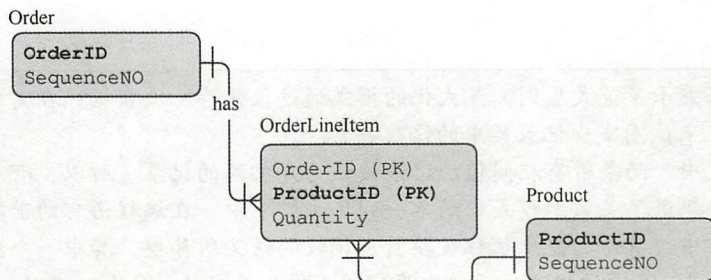 Order
OrderID
SequenceNO
has
OrderLineItem
OrderID (PK)
ProductID (PK)
Quantity
Product
ProductID
SequenceNO